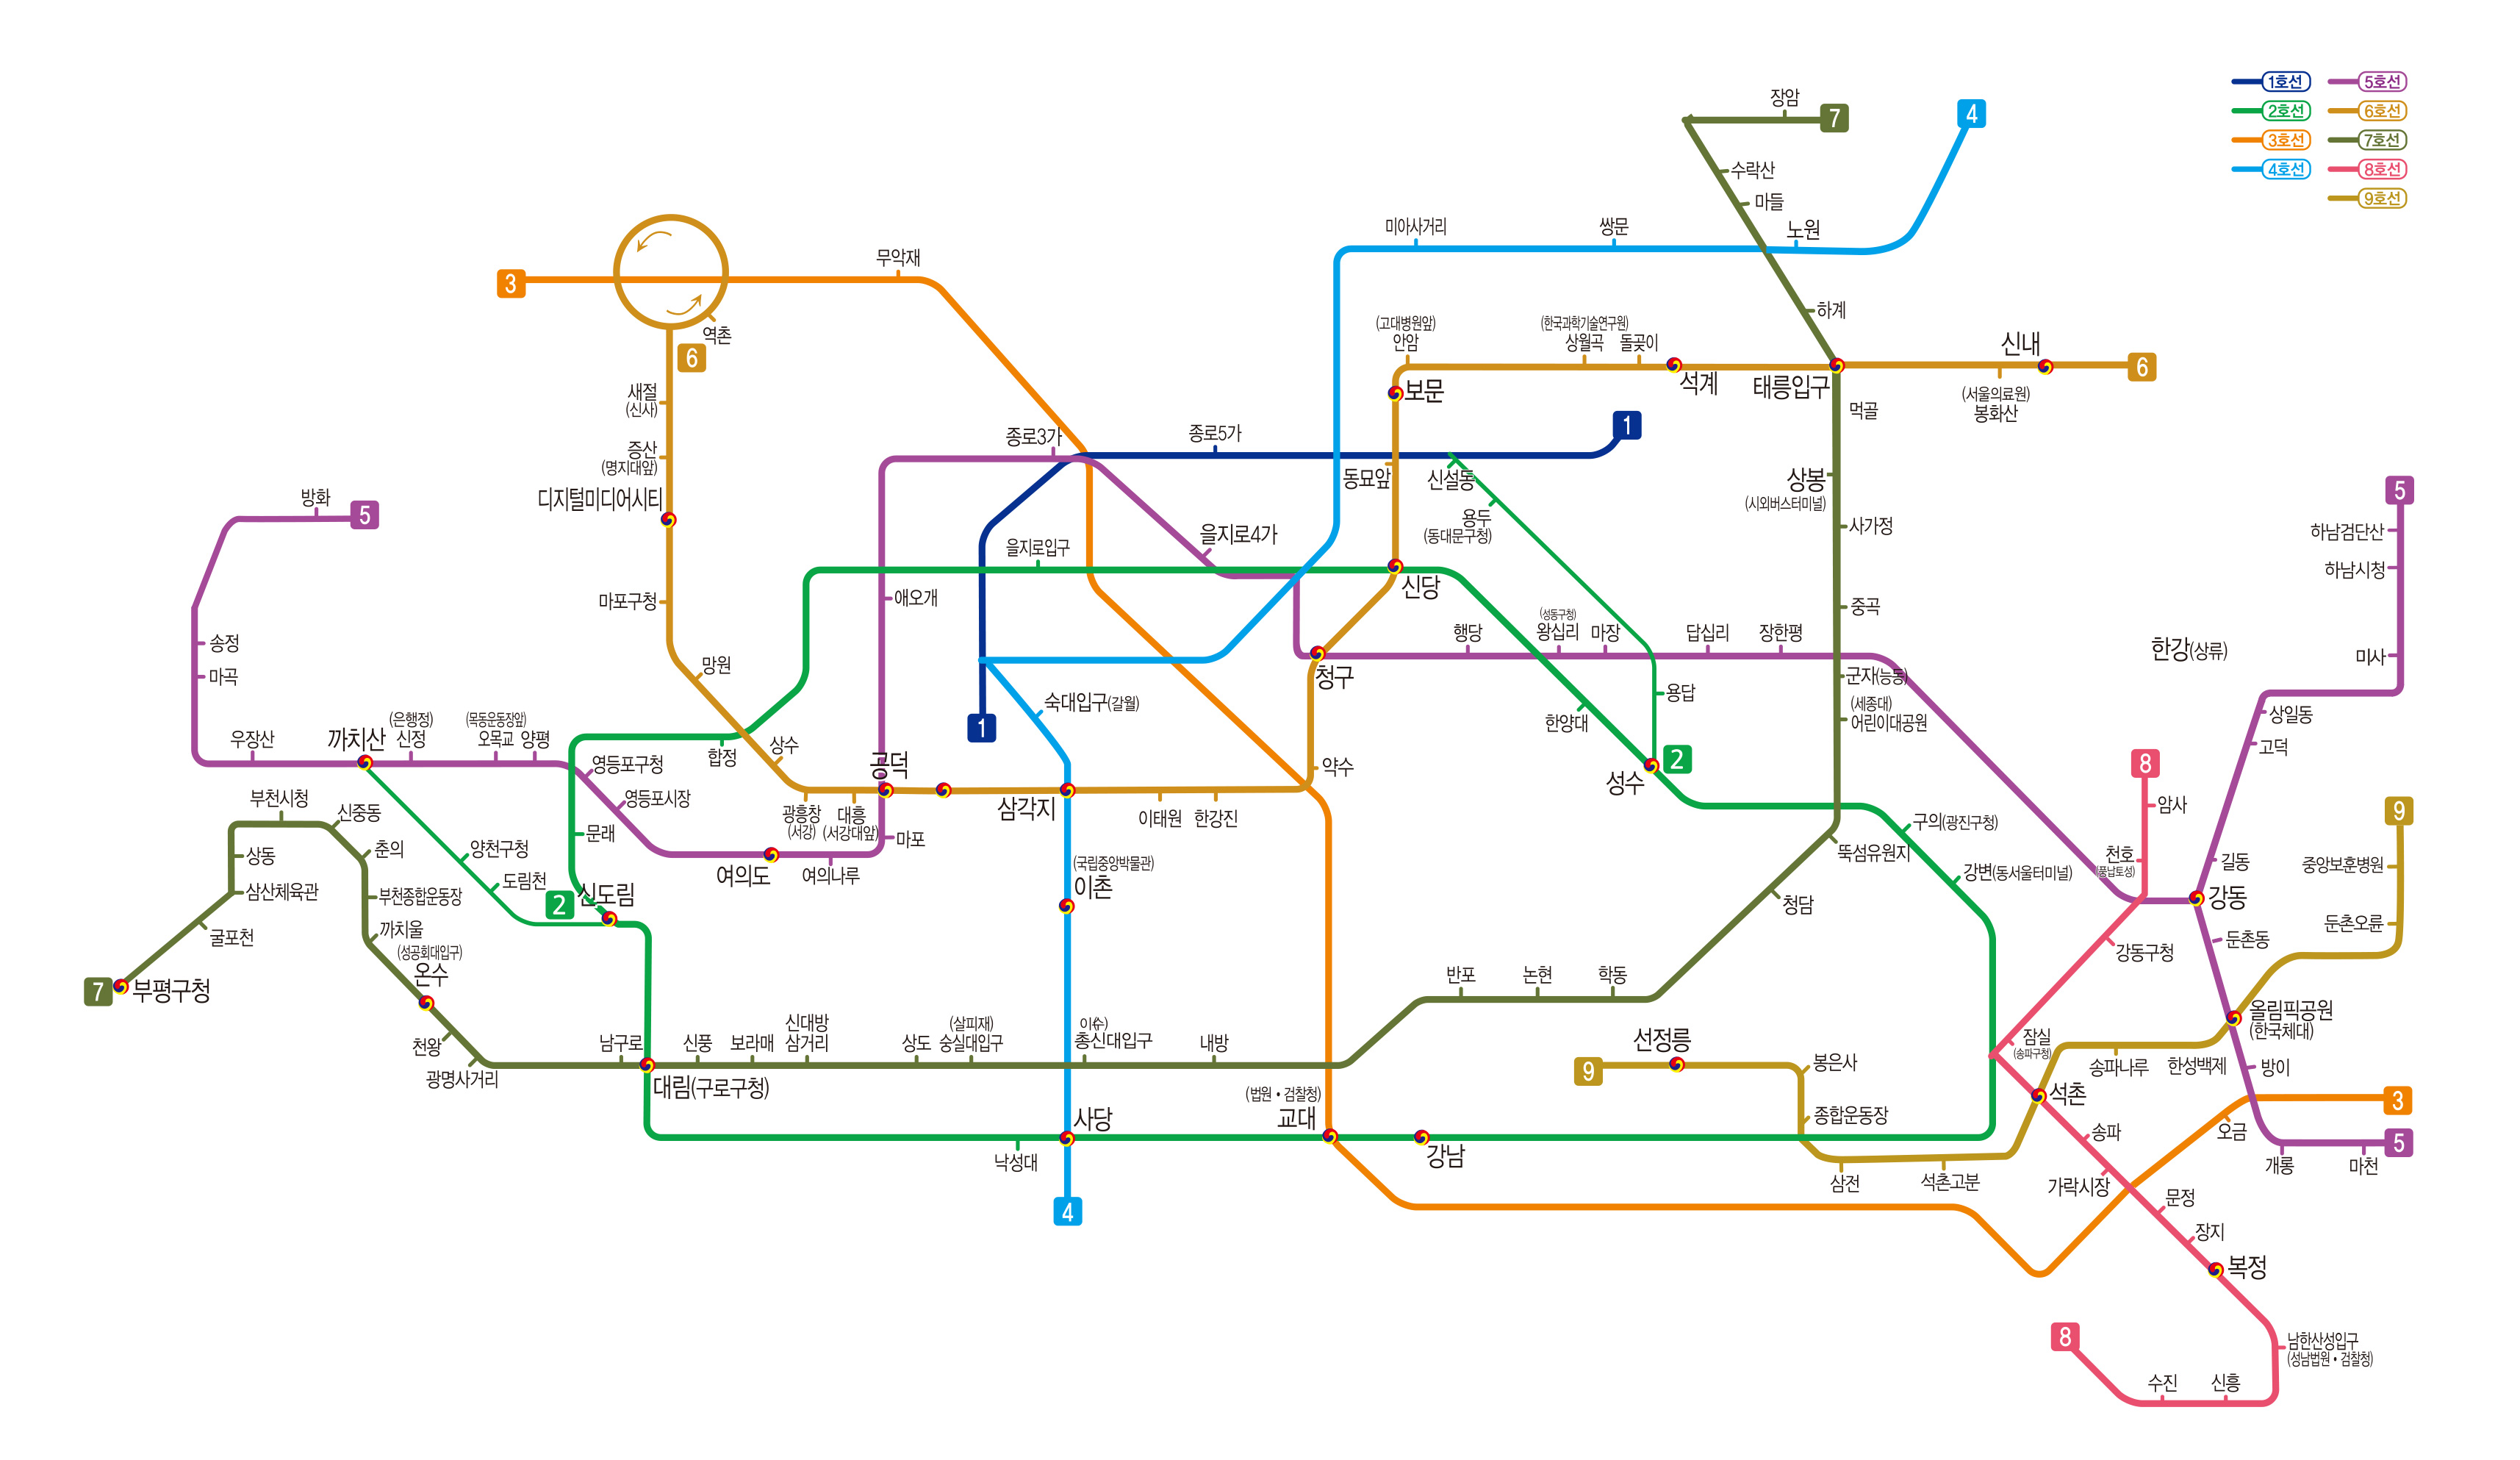 1호선
5호선
2호선
6호선
3호선
7호선
4호선
8호선
9호선
장암
7
4
수락산
마들
미아사거리
쌍문
노원
3
무악재
역촌
6
하계
(고대병원앞)
안암
(한국과학기술연구원)
상월곡
돌곶이
신내
6
새절
(신사)
보문
석계
태릉입구
(서울의료원)
봉화산
먹골
1
종로3가
종로5가
증산
(명지대앞)
동묘앞
신설동
상봉
(시외버스터미널)
디지털미디어시티
방화
5
5
용두
(동대문구청)
사가정
하남검단산
을지로입구
을지로4가
하남시청
신당
마포구청
애오개
중곡
송정
행당
(성동구청)
왕십리
마장
답십리
장한평
한강(상류)
미사
마곡
망원
청구
군자(능동)
용답
숙대입구(갈월)
(세종대)
어린이대공원
상일동
우장산
까치산
(은행정)
신정
(목동운동장앞)
오목교
양평
한양대
1
합정
상수
공덕
고덕
영등포구청
약수
성수
2
8
영등포시장
부천시청
신중동
삼각지
암사
9
광흥창
(서강)
대흥
(서강대앞)
이태원
한강진
구의(광진구청)
문래
마포
상동
춘의
양천구청
뚝섬유원지
천호
(풍납토성)
길동
중앙보훈병원
여의도
여의나루
(국립중앙박물관)
이촌
강변(동서울터미널)
삼산체육관
부천종합운동장
도림천
신도림
2
청담
강동
둔촌오륜
굴포천
까치울
강동구청
둔촌동
(성공회대입구)
온수
반포
논현
학동
7
부평구청
올림픽공원
(한국체대)
천왕
남구로
신풍
보라매
신대방
삼거리
상도
(살피재)
숭실대입구
이(수)
총신대입구
내방
선정릉
잠실
(송파구청)
9
봉은사
송파나루
한성백제
방이
광명사거리
대림(구로구청)
석촌
(법원•검찰청)
교대
3
사당
종합운동장
송파
오금
낙성대
강남
5
개롱
마천
삼전
석촌고분
가락시장
문정
4
장지
복정
8
남한산성입구
(성남법원•검찰청)
수진
신흥